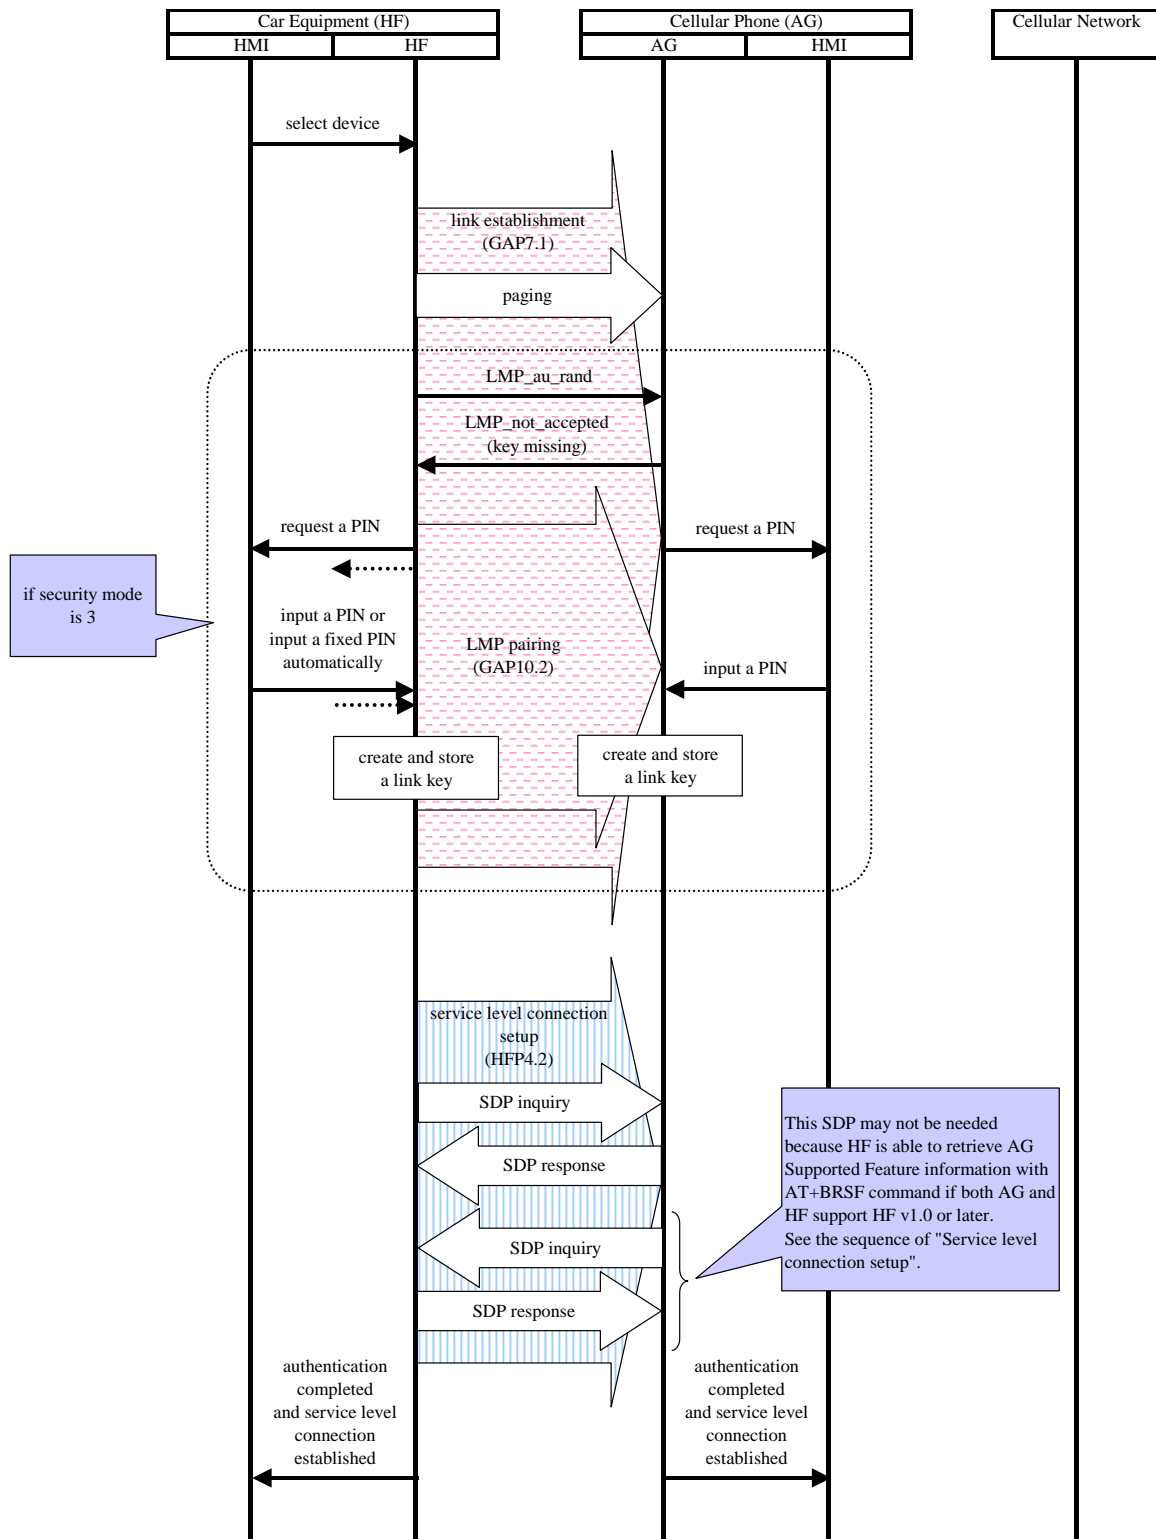 Car Equipment (HF)
Cellular Phone (AG)
Cellular Network
HMI
HF
AG
HMI
select device
link establishment
(GAP7.1)
paging
LMP_au_rand
LMP_not_accepted
(key missing)
request a PIN
request a PIN
if security mode
is 3
input a PIN or
input a fixed PIN
automatically
LMP pairing
(GAP10.2)
input a PIN
create and store
a link key
create and store
a link key
service level connection
setup
(HFP4.2)
SDP inquiry
SDP response
SDP inquiry
SDP response
This SDP may not be needed
because HF is able to retrieve AG
Supported Feature information with
AT+BRSF command if both AG and
HF support HF v1.0 or later.
See the sequence of "Service level
connection setup".
authentication
completed
and service level
connection
established
authentication
completed
and service level
connection
established